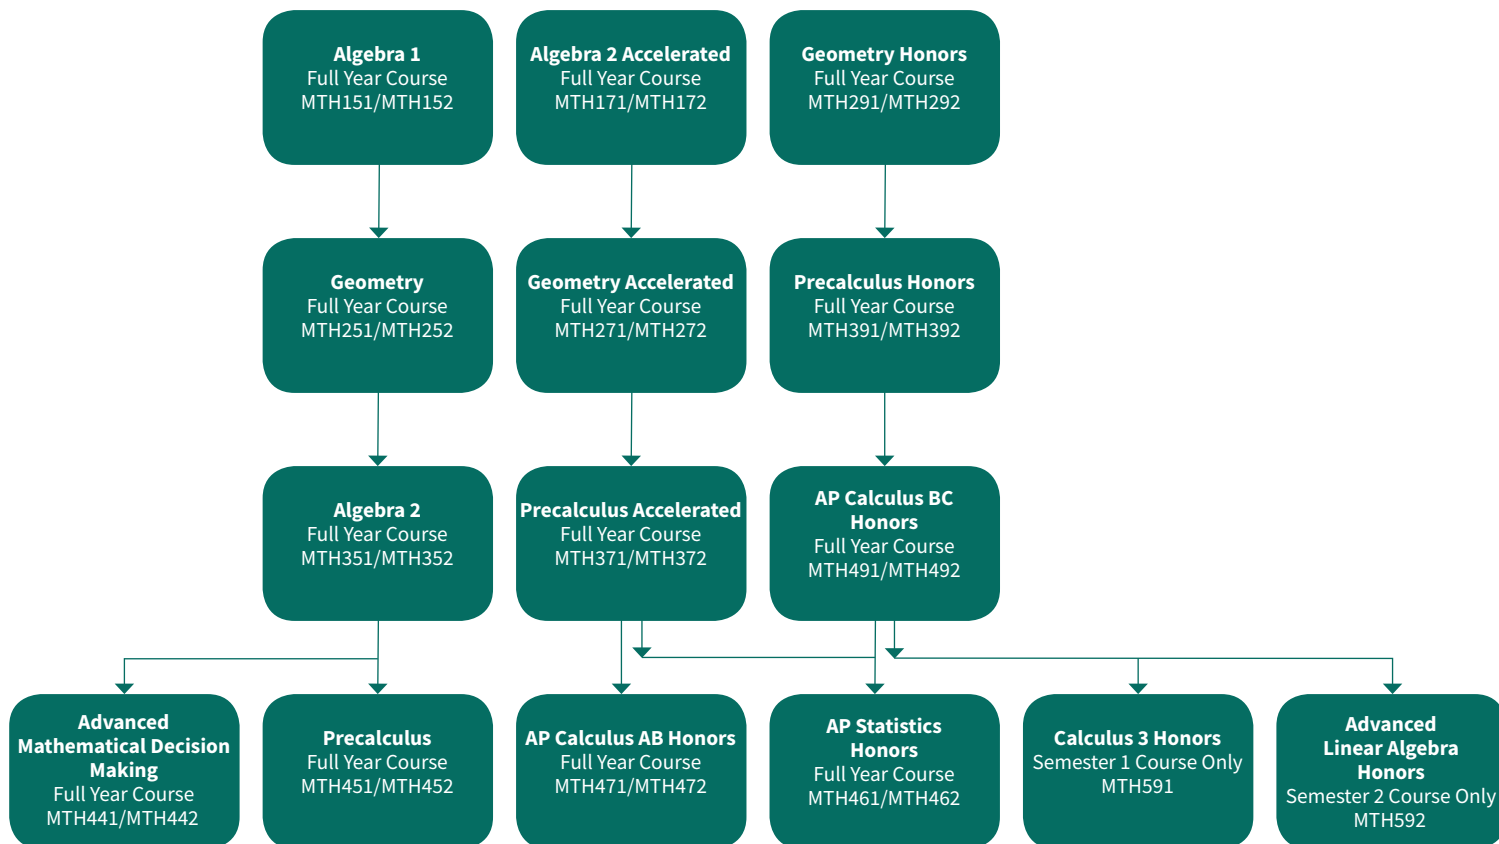 Algebra 1
Full Year Course
MTH151/MTH152
Algebra 2 Accelerated
Full Year Course
MTH171/MTH172
Geometry Honors
Full Year Course
MTH291/MTH292
Geometry
Full Year Course
MTH251/MTH252
Geometry Accelerated
Full Year Course
MTH271/MTH272
Precalculus Honors
Full Year Course
MTH391/MTH392
Algebra 2
Full Year Course
MTH351/MTH352
Precalculus Accelerated
Full Year Course
MTH371/MTH372
AP Calculus BC
Honors
Full Year Course
MTH491/MTH492
Advanced
Mathematical Decision
Making
Full Year Course
MTH441/MTH442
Precalculus
Full Year Course
MTH451/MTH452
AP Calculus AB Honors
Full Year Course
MTH471/MTH472
AP Statistics
Honors
Full Year Course
MTH461/MTH462
Calculus 3 Honors
Semester 1 Course Only
MTH591
Advanced
Linear Algebra
Honors
Semester 2 Course Only
MTH592